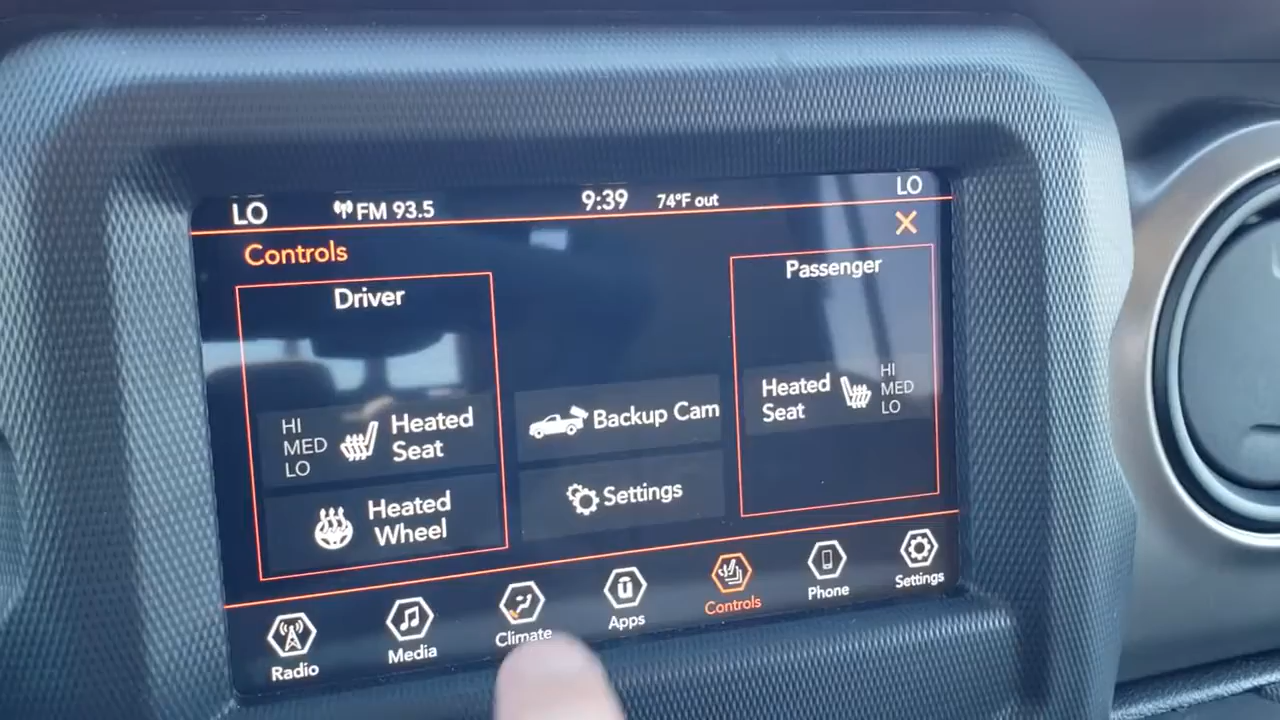 LO FM 93.5 9:39 74°F out LO
Controls
Driver
HI
MED
LO
Heated
Seat
Heated
Wheel
Backup Cam
Settings
Passenger
Heated
Seat
HI
MED
LO
Radio
Media
Climate
Apps
Controls
Phone
Settings